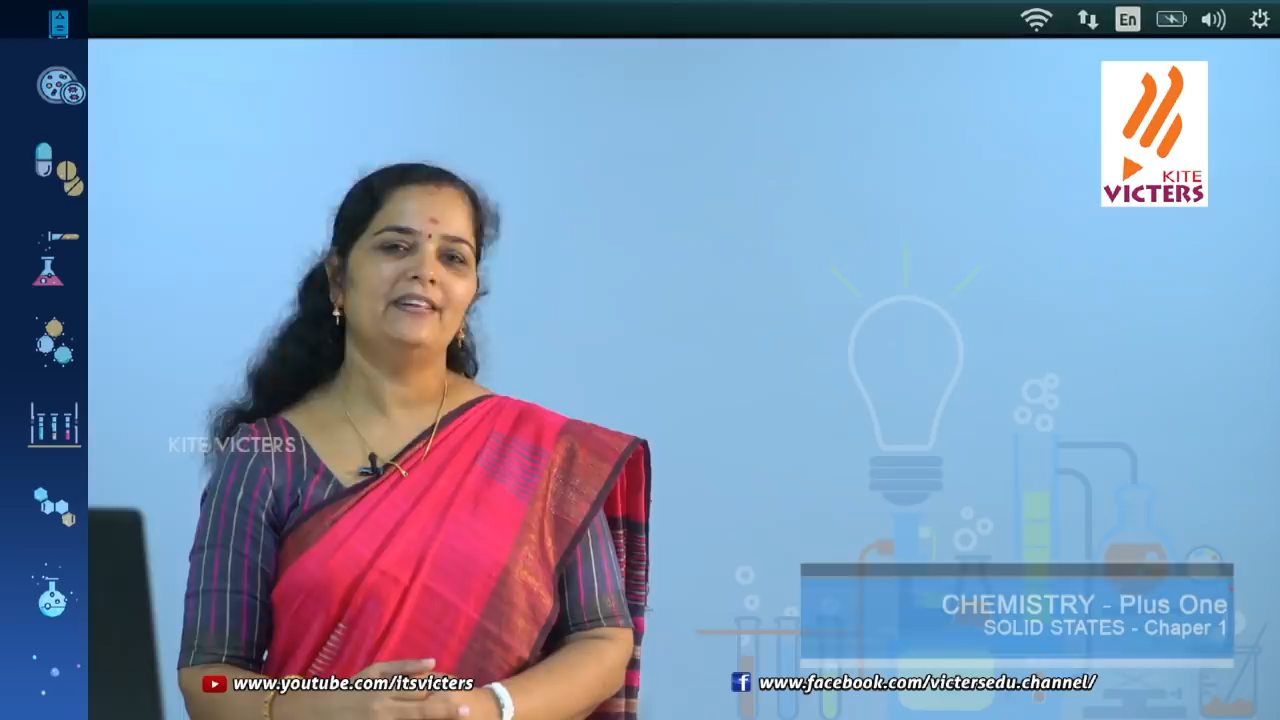 En
KITE
VICTERS
KITE VICTERS
CHEMISTRY - Plus One
SOLID STATES - Chaper 1
www.youtube.com/itsvicters
www.facebook.com/victersedu.channel/